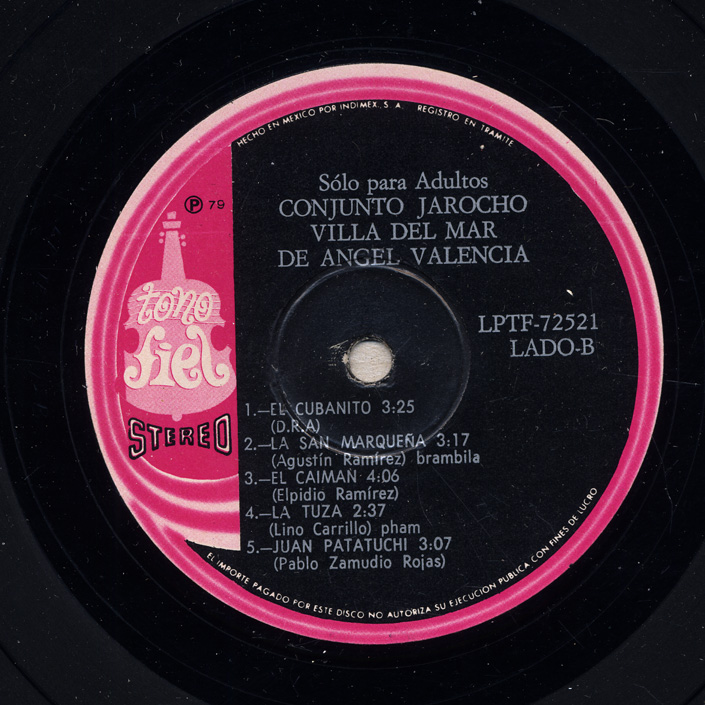 HECHO EN MEXICO POR INDIMEX, S. A. REGISTRO EN TRAMITE
Sólo para Adultos
CONJUNTO JAROCHO
VILLA DEL MAR
DE ANGEL VALENCIA
Ⓟ 79
tono
fiel
STEREO
LPTF-72521
LADO-B
1.—EL CUBANITO 3:25
(D.R.A)
2.—LA SAN MARQUEÑA 3:17
(Agustín Ramírez) brambila
3.—EL CAIMAN 4:06
(Elpidio Ramírez)
4.—LA TUZA 2:37
(Lino Carrillo) pham
5.—JUAN PATATUCHI 3:07
(Pablo Zamudio Rojas)
EL IMPORTE PAGADO POR ESTE DISCO NO AUTORIZA SU EJECUCION PUBLICA CON FINES DE LUCRO